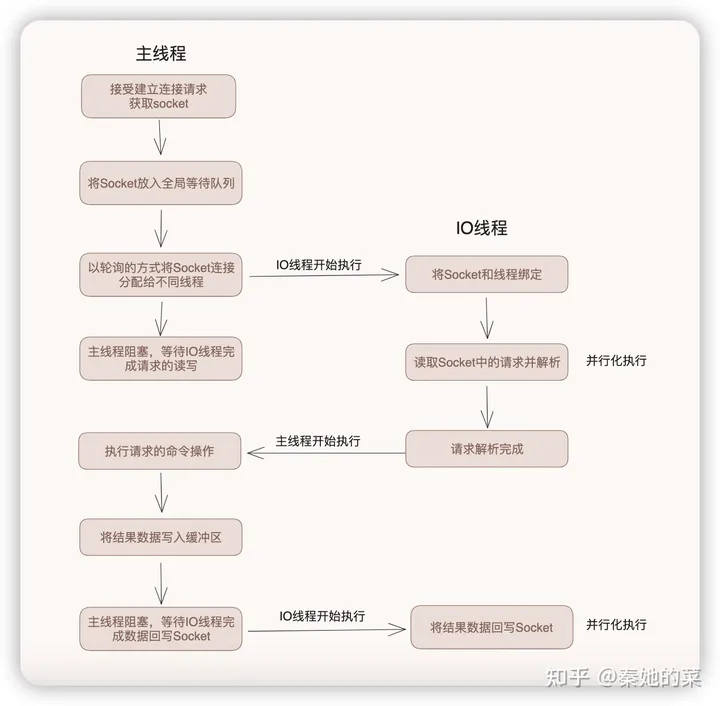 主线程
接受建立连接请求
获取socket
将Socket放入全局等待队列
IO线程
以轮询的方式将Socket连接
分配给不同线程
IO线程开始执行
将Socket和线程绑定
主线程阻塞，等待IO线程完
成请求的读写
读取Socket中的请求并解析
并行化执行
执行请求的命令操作
主线程开始执行
请求解析完成
将结果数据写入缓冲区
主线程阻塞，等待IO线程完
成数据回写Socket
IO线程开始执行
将结果数据回写Socket
并行化执行
知乎 @秦她的菜